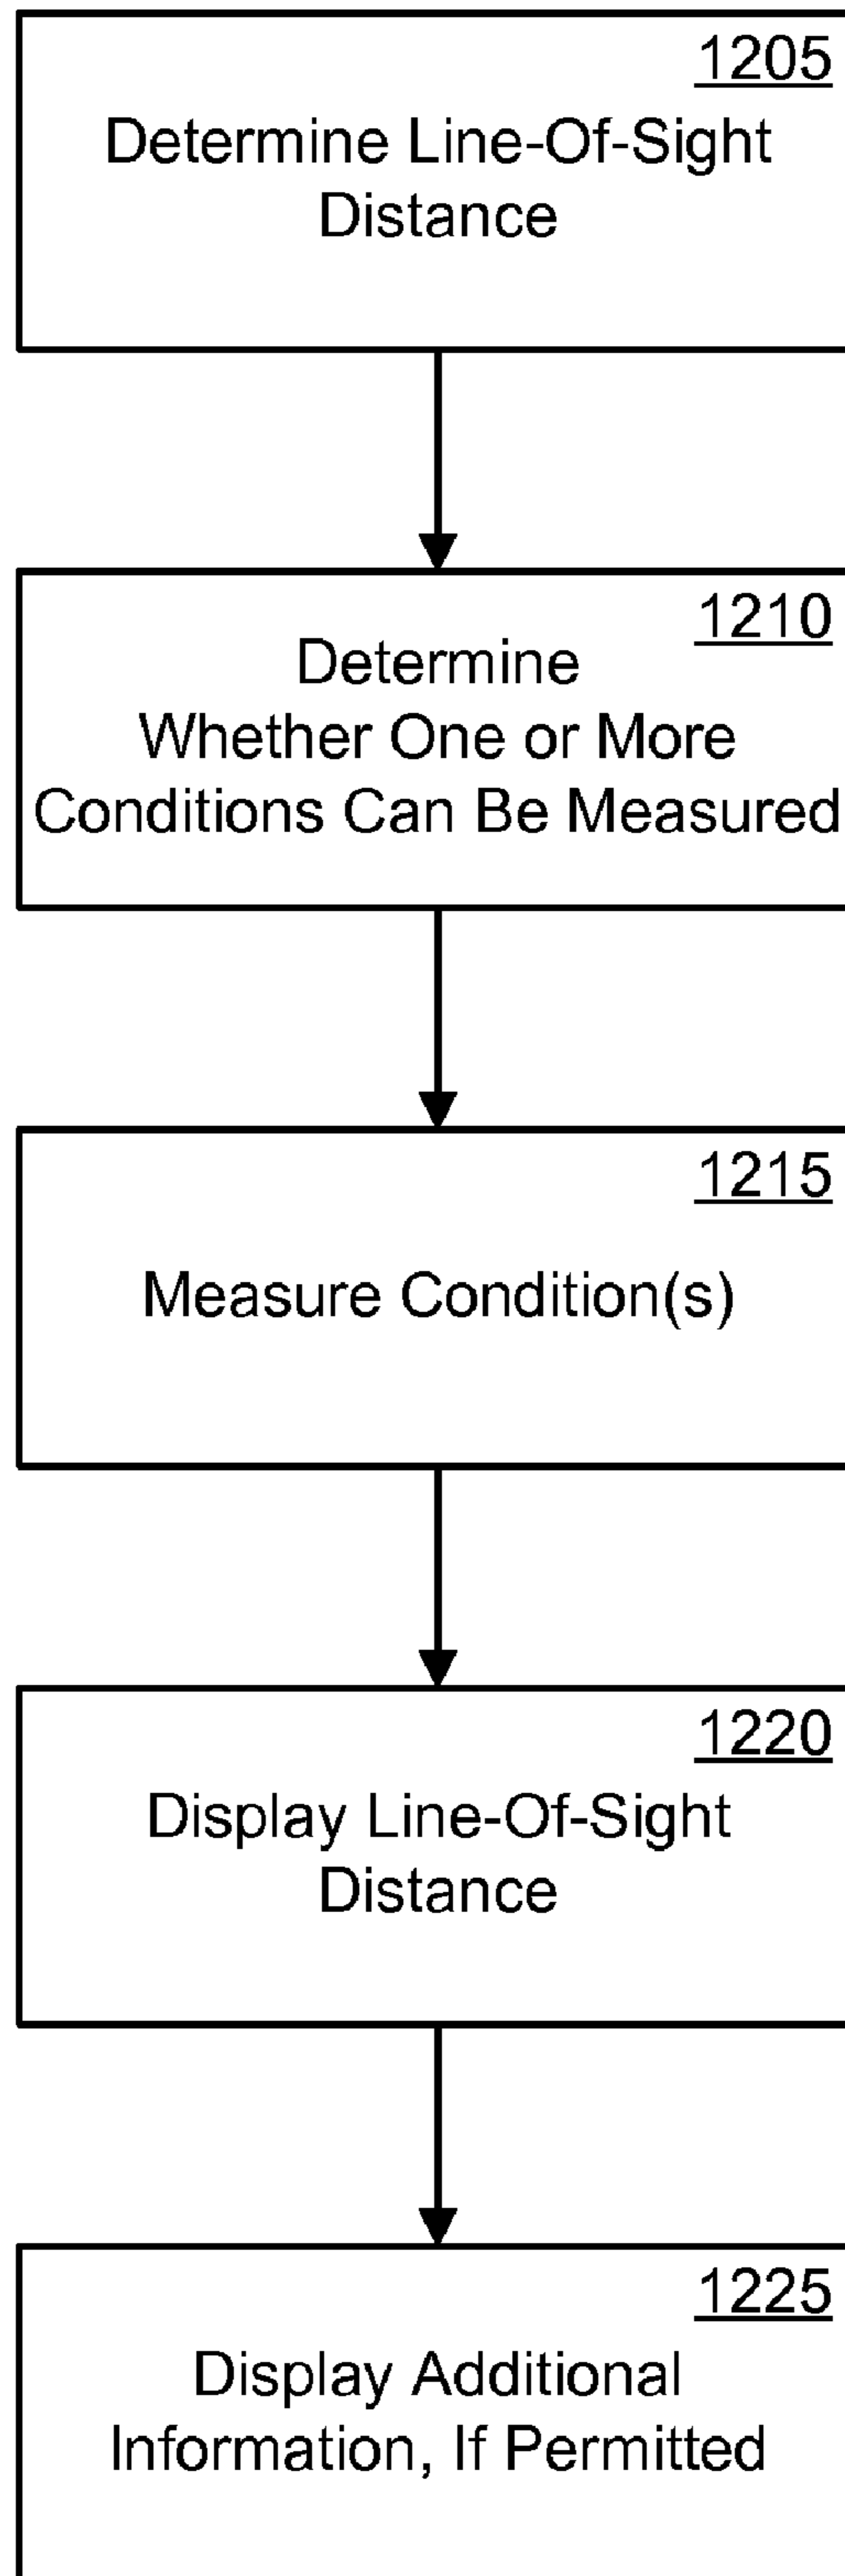 1205
Determine Line-Of-Sight
Distance
1210
Determine
Whether One or More
Conditions Can Be Measured
1215
Measure Condition(s)
1220
Display Line-Of-Sight
Distance
1225
Display Additional
Information, If Permitted